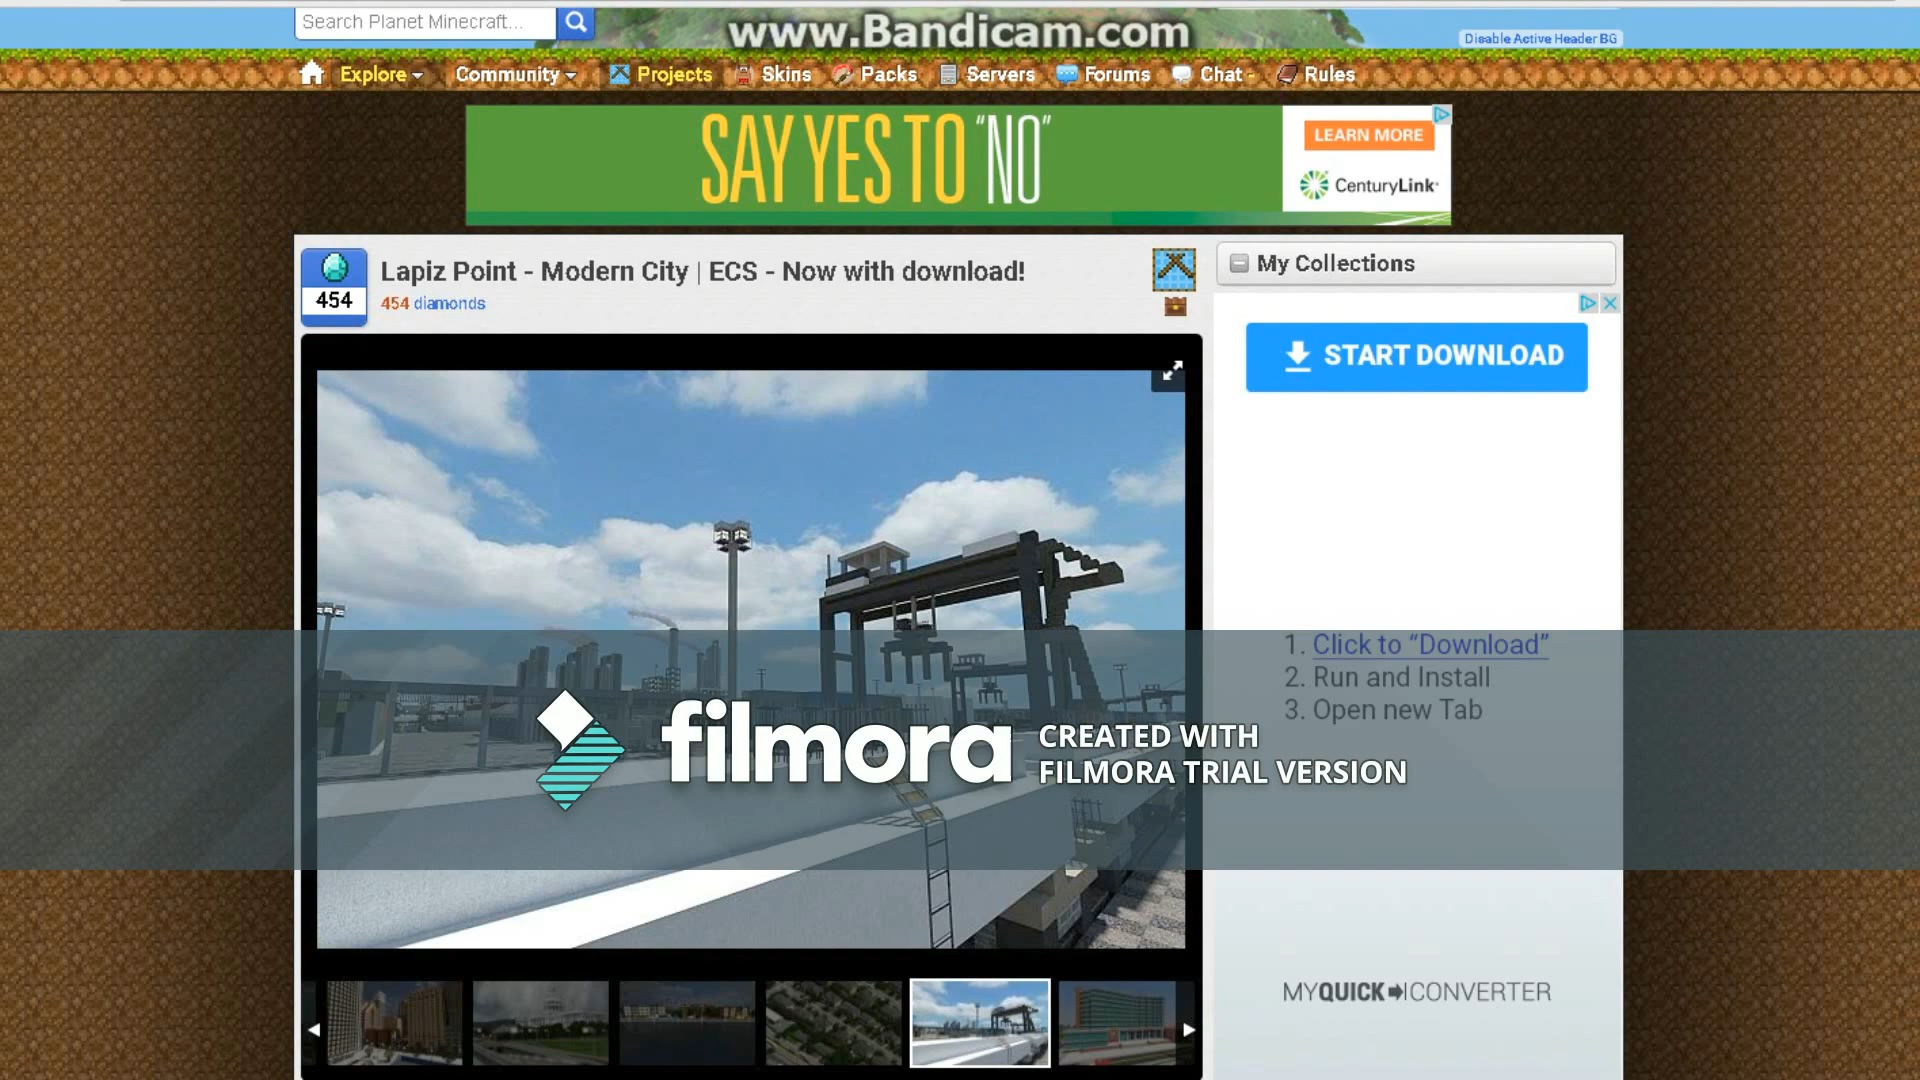 Search Planet Minecraft...
www.Bandicam.com
Disable Active Header BG
Explore
Community
Projects
Skins
Packs
Servers
Forums
Chat
Rules
SAY YES TO "NO"
LEARN MORE
CenturyLink
454
Lapiz Point - Modern City | ECS - Now with download!
454 diamonds
My Collections
START DOWNLOAD
1. Click to “Download”
2. Run and Install
3. Open new Tab
filmora
CREATED WITH
FILMORA TRIAL VERSION
MYQUICKCONVERTER